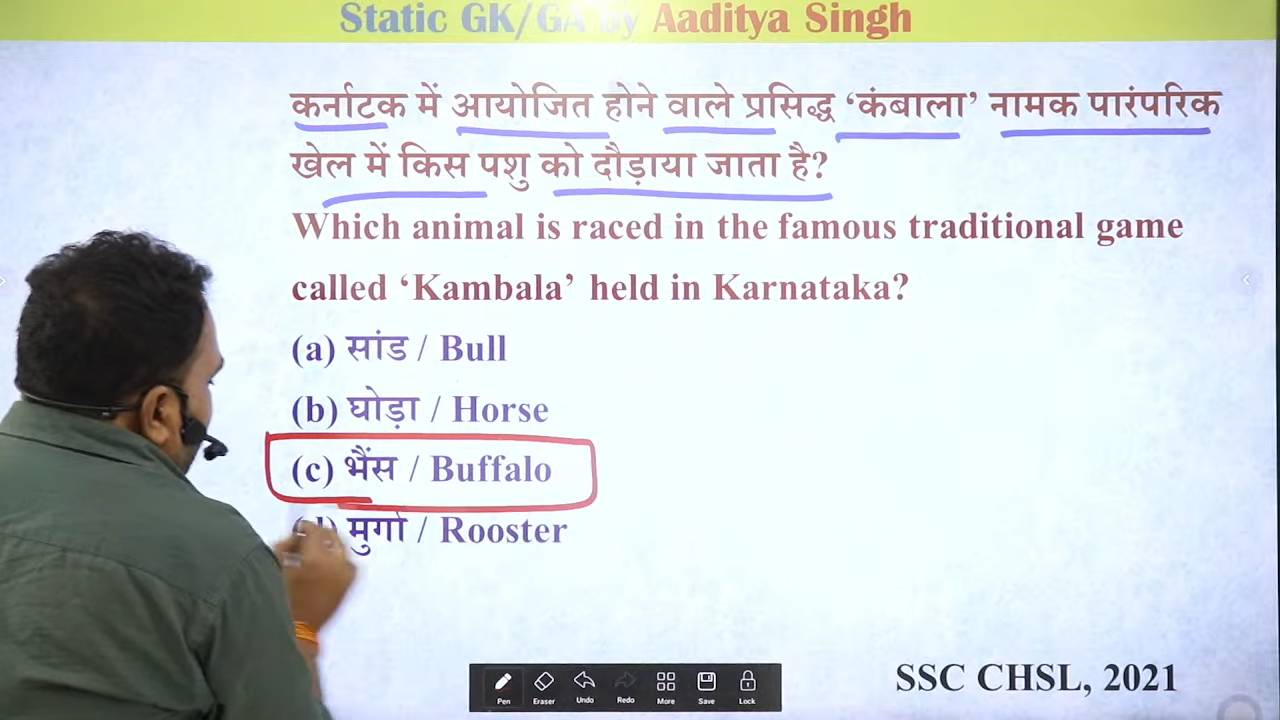 Static GK/GA by Aaditya Singh
कर्नाटक में आयोजित होने वाले प्रसिद्ध ‘कंबाला’ नामक पारंपरिक
खेल में किस पशु को दौड़ाया जाता है?
Which animal is raced in the famous traditional game
called ‘Kambala’ held in Karnataka?
(a) सांड / Bull
(b) घोड़ा / Horse
(c) भैंस / Buffalo
(d) मुर्गा / Rooster
SSC CHSL, 2021
Pen Eraser Undo Redo More Save Lock